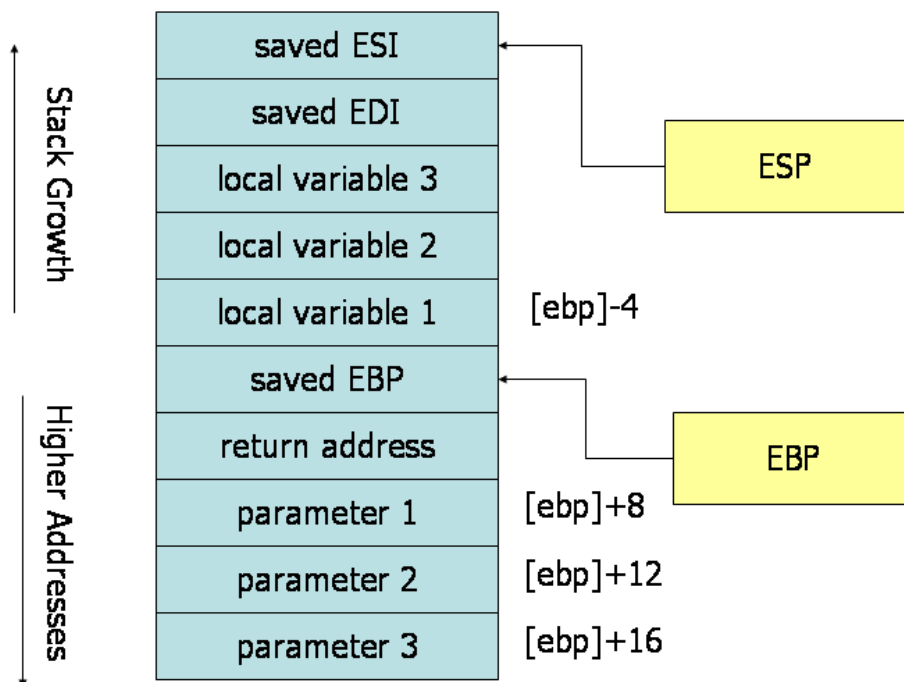 saved ESI
saved EDI
local variable 3
local variable 2
local variable 1
saved EBP
return address
parameter 1
parameter 2
parameter 3
Stack Growth
Higher Addresses
[ebp]-4
[ebp]+8
[ebp]+12
[ebp]+16
ESP
EBP